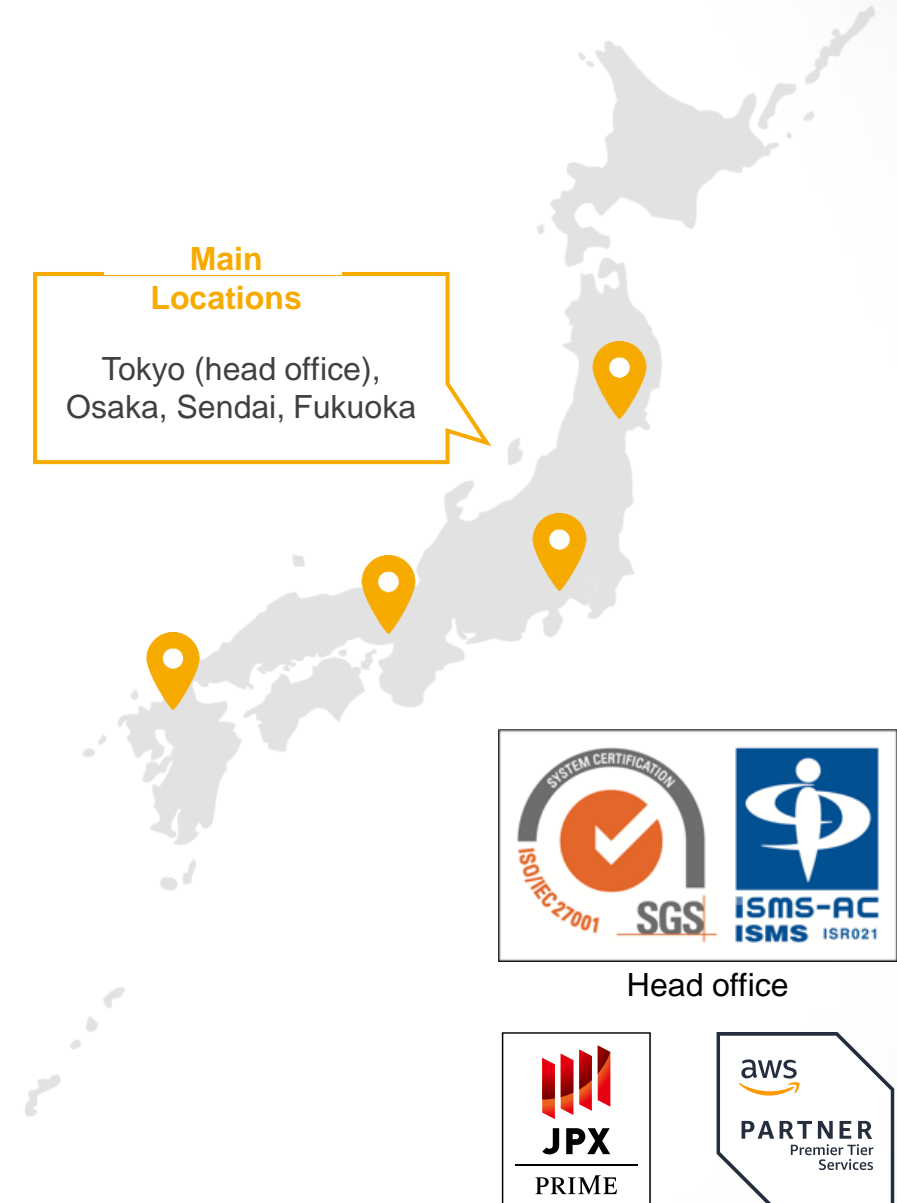 Main
Locations
Tokyo (head office),
Osaka, Sendai, Fukuoka
SYSTEM CERTIFICATION
ISO/IEC 27001
SGS
ISMS-AC
ISMS ISR021
Head office
JPX
PRIME
aws
PARTNER
Premier Tier
Services